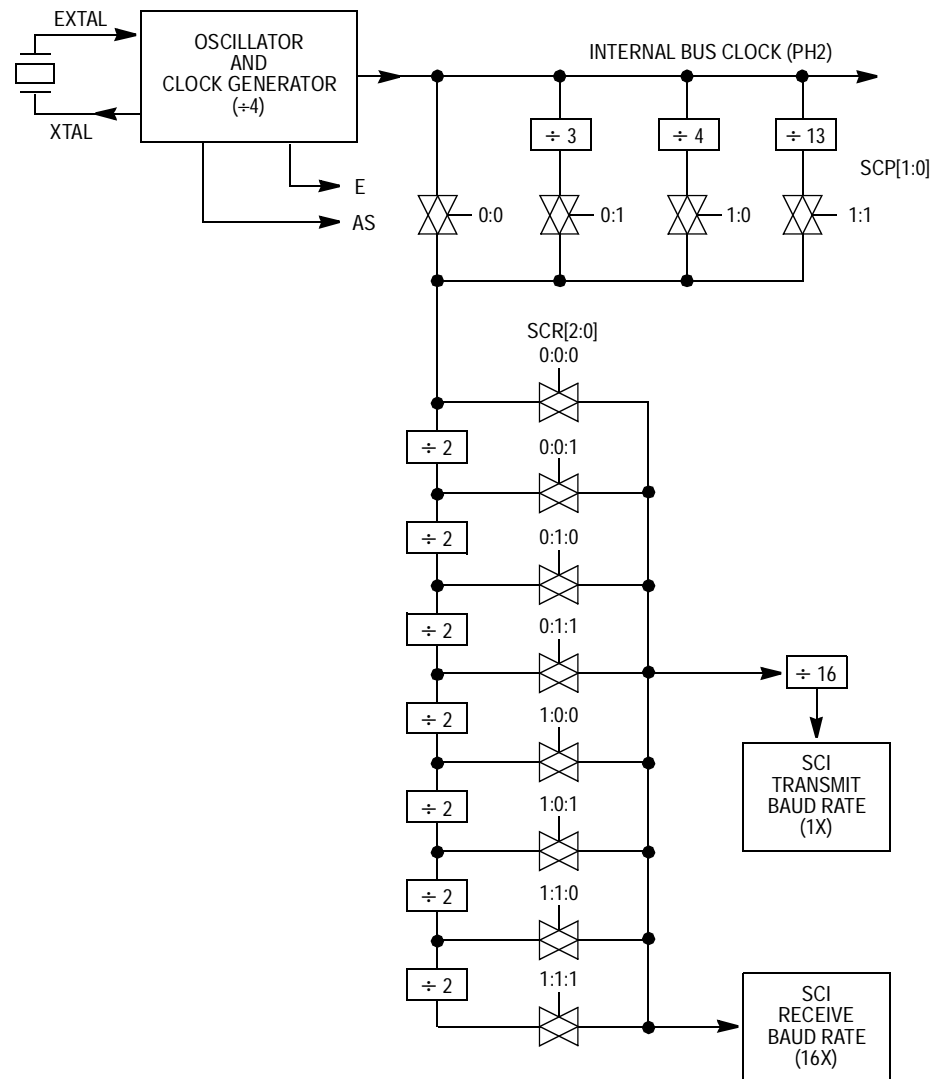 EXTAL
OSCILLATOR
AND
CLOCK GENERATOR
(÷4)
XTAL
E
AS
INTERNAL BUS CLOCK (PH2)
÷ 3
÷ 4
÷ 13
SCP[1:0]
0:0
0:1
1:0
1:1
SCR[2:0]
0:0:0
÷ 2
0:0:1
÷ 2
0:1:0
÷ 2
0:1:1
÷ 16
÷ 2
1:0:0
SCI
TRANSMIT
BAUD RATE
(1X)
÷ 2
1:0:1
÷ 2
1:1:0
÷ 2
1:1:1
SCI
RECEIVE
BAUD RATE
(16X)